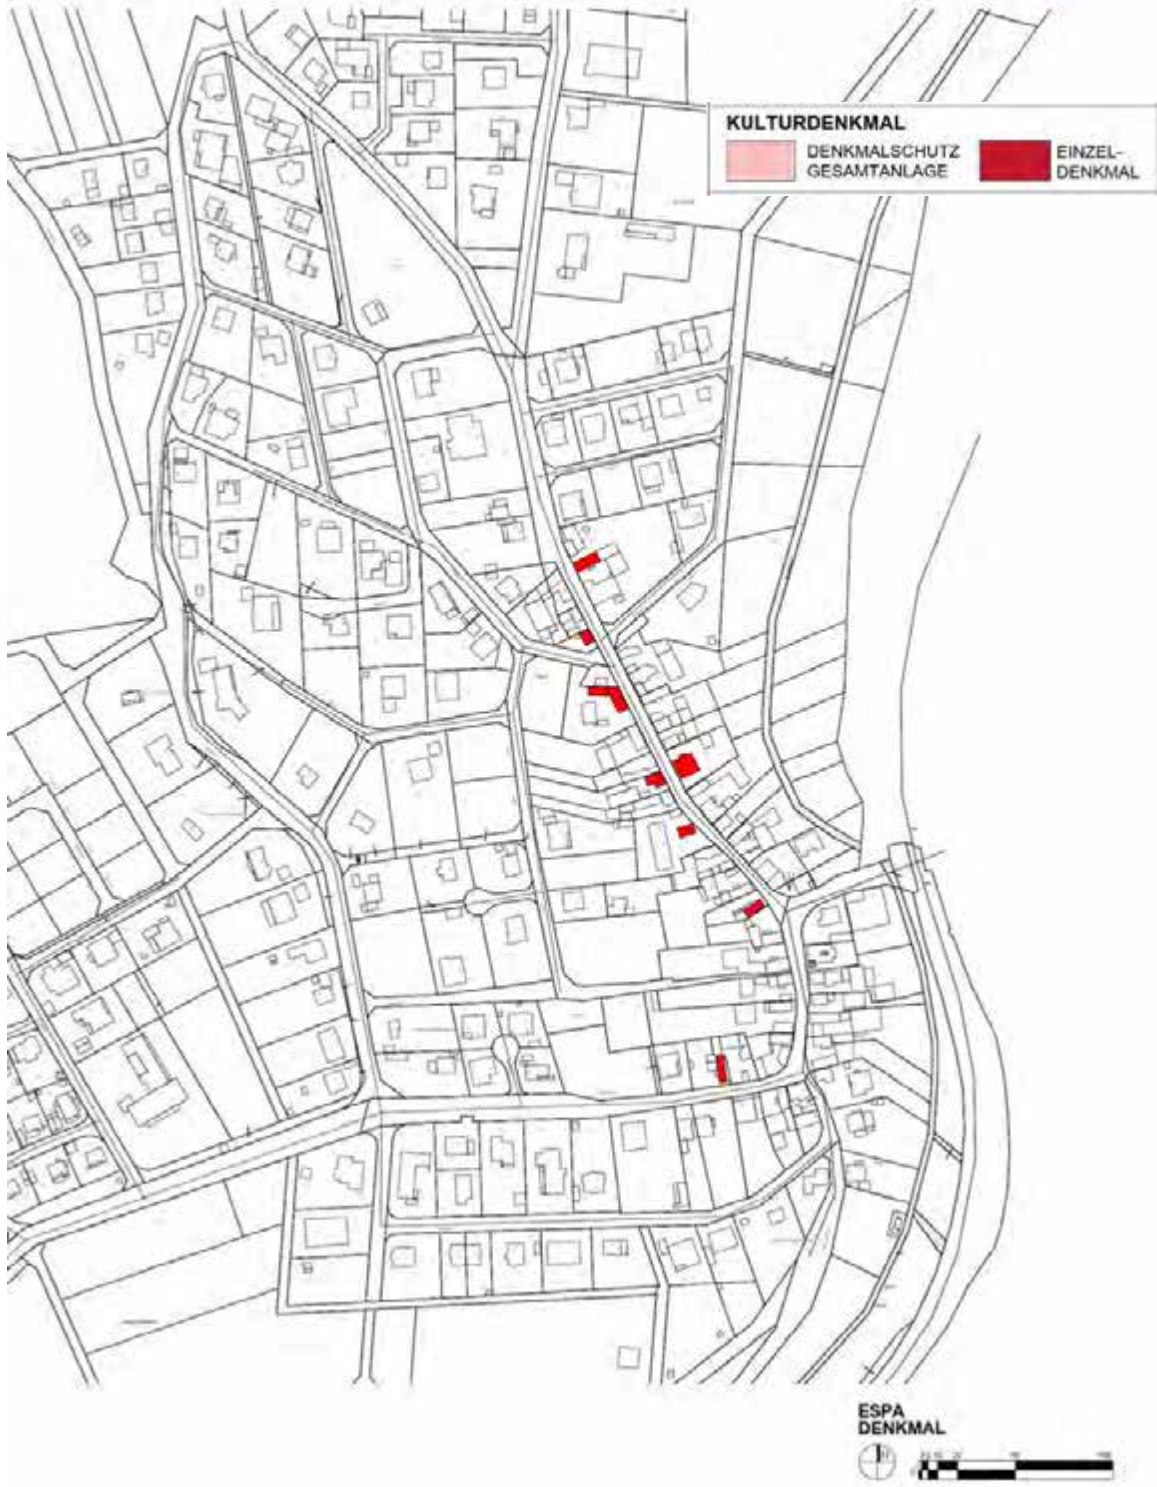 KULTURDENKMAL
DENKMALSCHUTZ
GESAMTANLAGE
EINZEL-
DENKMAL
ESPA
DENKMAL